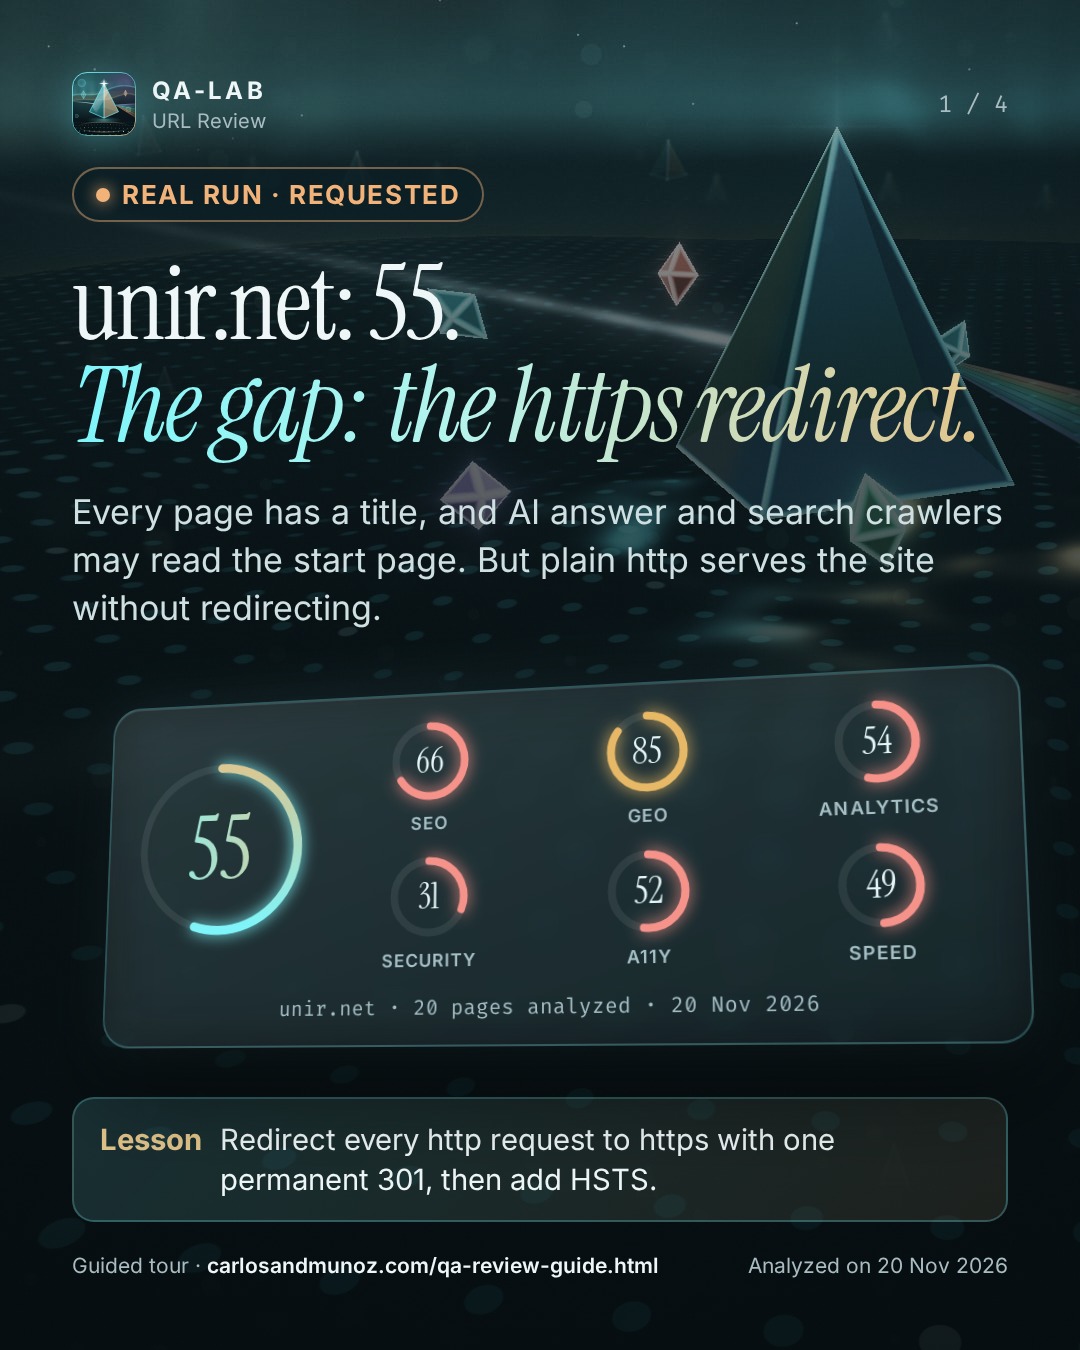 QA-LAB
URL Review
1 / 4
REAL RUN · REQUESTED
unir.net: 55.
The gap: the https redirect.
Every page has a title, and AI answer and search crawlers
may read the start page. But plain http serves the site
without redirecting.
55
66
SEO
85
GEO
54
ANALYTICS
31
SECURITY
52
A11Y
49
SPEED
unir.net · 20 pages analyzed · 20 Nov 2026
Lesson Redirect every http request to https with one
permanent 301, then add HSTS.
Guided tour · carlosandmunoz.com/qa-review-guide.html
Analyzed on 20 Nov 2026